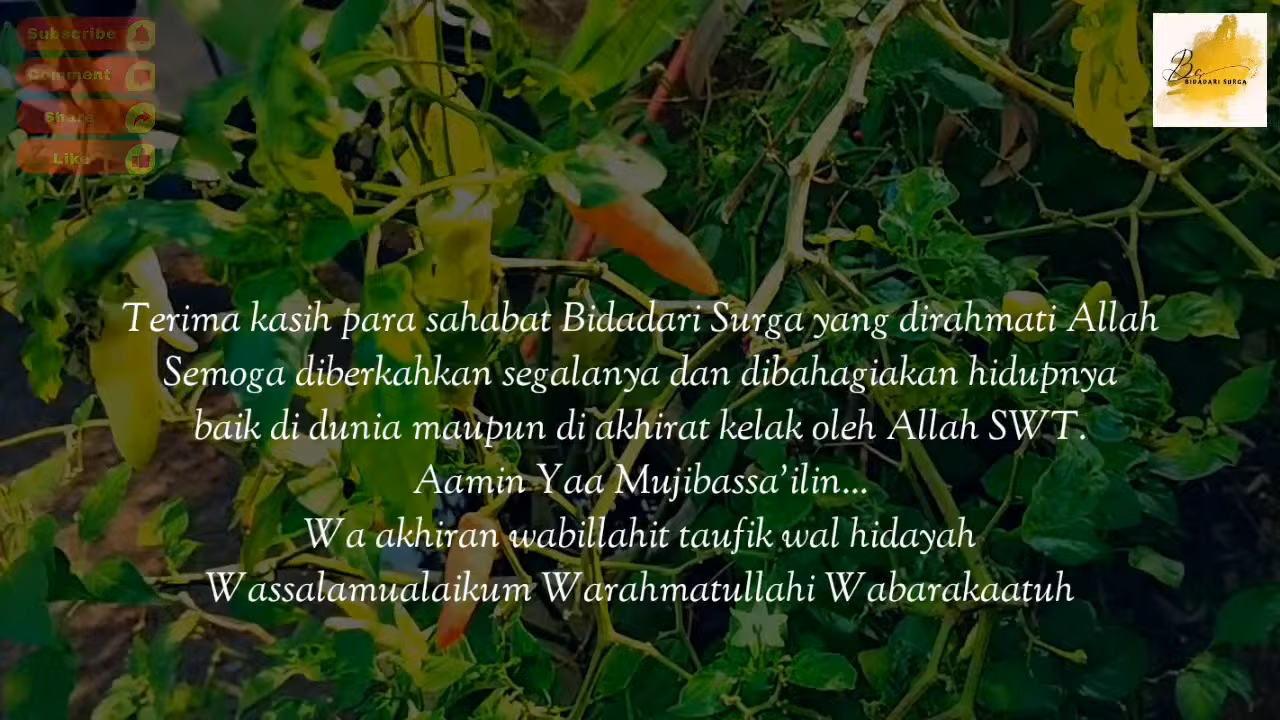 Subscribe
Comment
Share
Like
Bs
BIDADARI SURGA
Terima kasih para sahabat Bidadari Surga yang dirahmati Allah
Semoga diberkahkan segalanya dan dibahagiakan hidupnya
baik di dunia maupun di akhirat kelak oleh Allah SWT.
Aamin Yaa Mujibassa'ilin...
Wa akhiran wabillahit taufik wal hidayah
Wassalamualaikum Warahmatullahi Wabarakaatuh